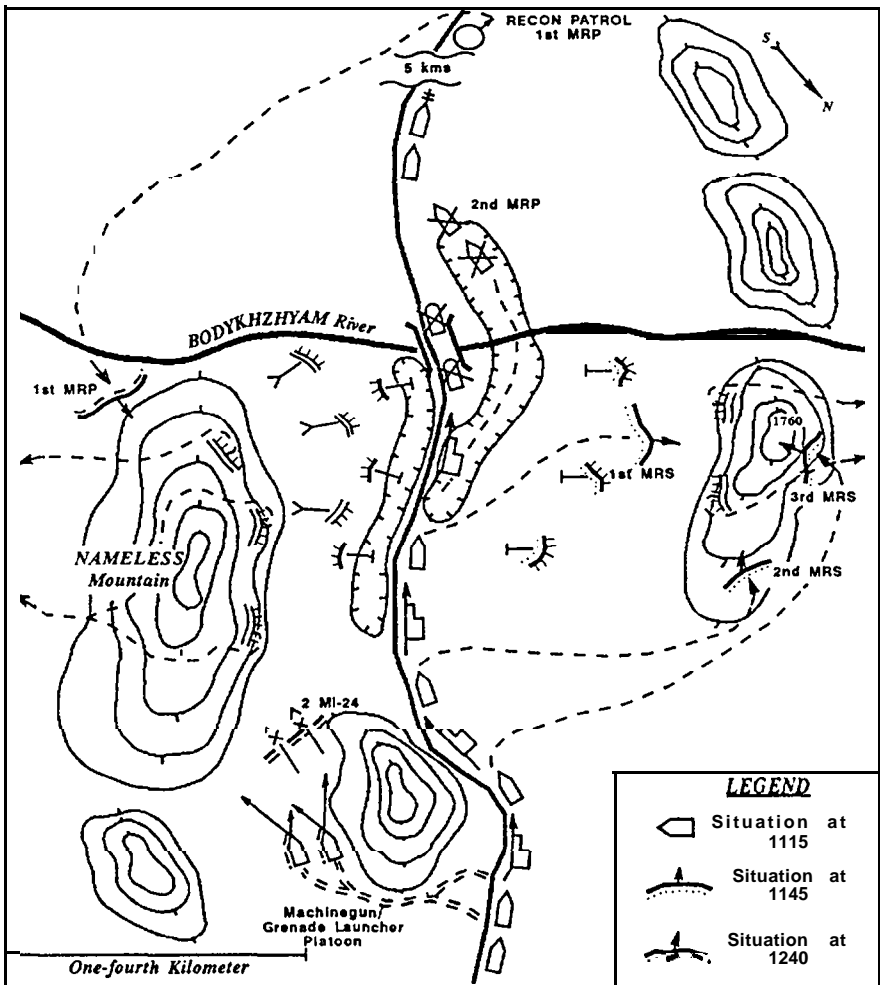 RECON PATROL
1st MRP
S
5 kms
N
2nd MRP
BODYKHZHYAM River
1st MRP
1760
1st MRS
3rd MRS
NAMELESS
Mountain
2nd MRS
2 MI-24
LEGEND
Situation at
1115
Situation at
1145
Machinegun/
Grenade Launcher
Platoon
Situation at
1240
One-fourth Kilometer